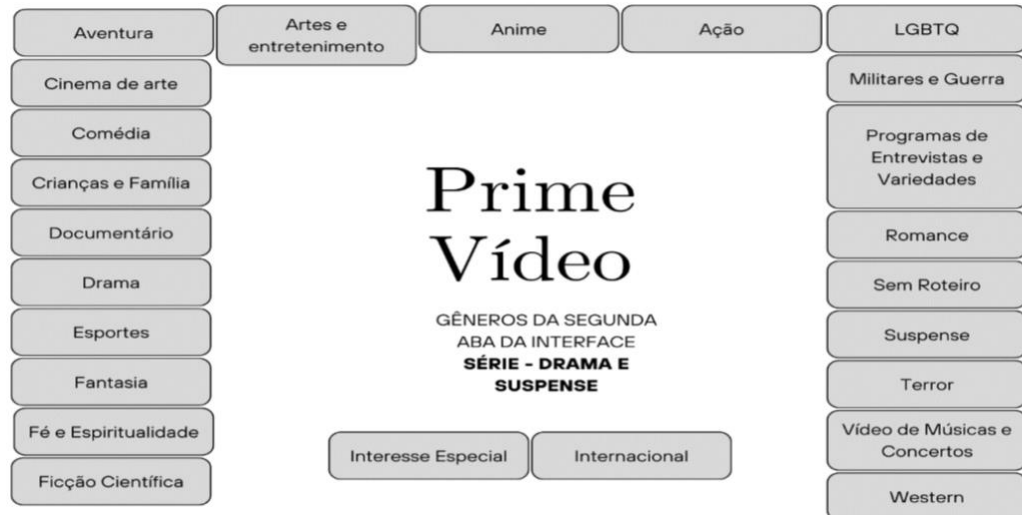 Aventura
Artes e
entretenimento
Anime
Ação
LGBTQ
Cinema de arte
Comédia
Crianças e Família
Documentário
Drama
Esportes
Fantasia
Fé e Espiritualidade
Ficção Científica
Prime
Vídeo
GÊNEROS DA SEGUNDA
ABA DA INTERFACE
SÉRIE - DRAMA E
SUSPENSE
Interesse Especial
Internacional
Militares e Guerra
Programas de
Entrevistas e
Variedades
Romance
Sem Roteiro
Suspense
Terror
Vídeo de Músicas e
Concertos
Western